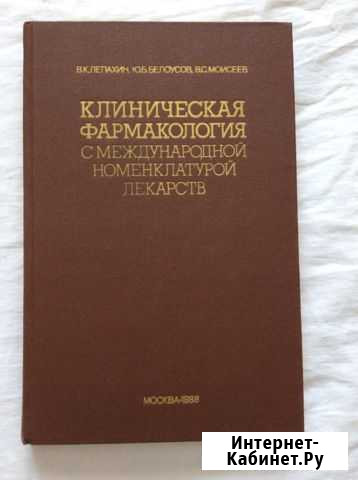 В.К.ЛЕПАХИН, Ю.Б.БЕЛОУСОВ, В.С.МОИСЕЕВ
КЛИНИЧЕСКАЯ
ФАРМАКОЛОГИЯ
С МЕЖДУНАРОДНОЙ
НОМЕНКЛАТУРОЙ
ЛЕКАРСТВ
МОСКВА-1988
Интернет-
Кабинет.Ру